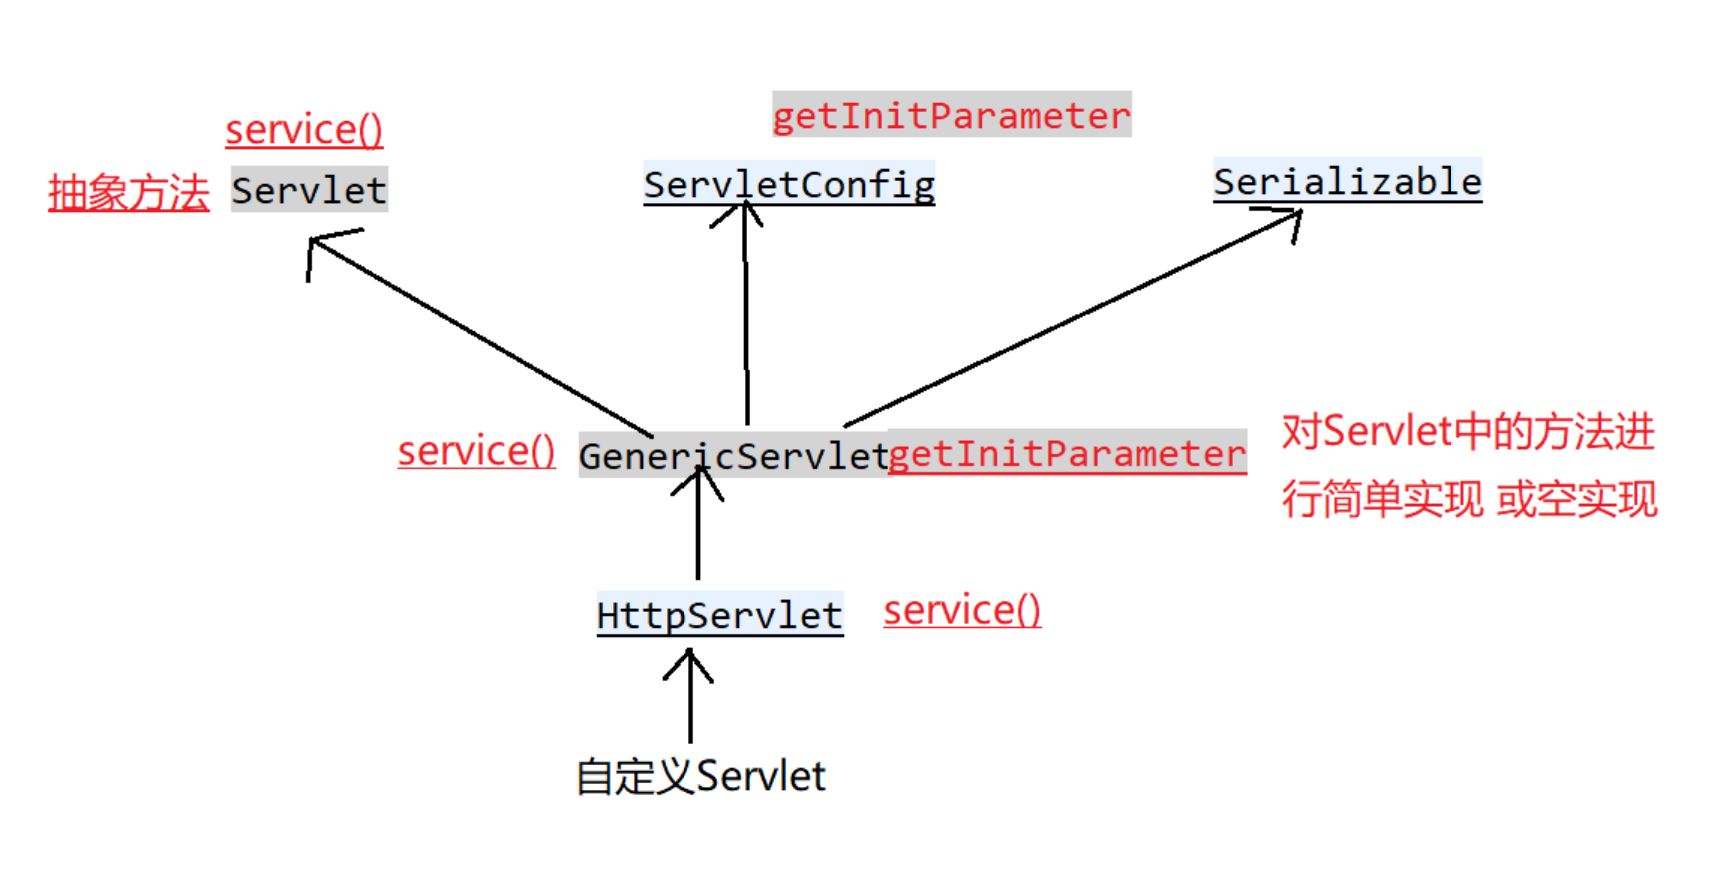 getInitParameter
service()
抽象方法 Servlet
ServletConfig
Serializable
service() GenericServletgetInitParameter
对Servlet中的方法进
行简单实现 或空实现
HttpServlet service()
自定义Servlet